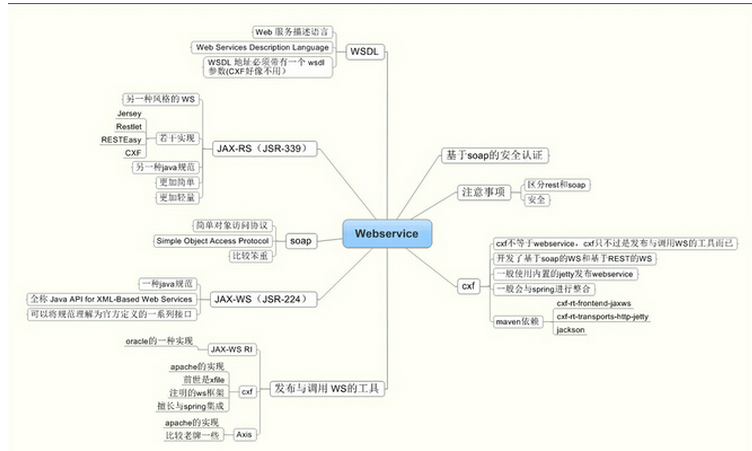 Webservice
WSDL
Web 服务描述语言
Web Services Description Language
WSDL 地址必须带有一个 wsdl
参数(CXF好像不用）
JAX-RS（JSR-339）
另一种风格的 WS
若干实现
Jersey
Restlet
RESTEasy
CXF
另一种java规范
更加简单
更加轻量
soap
简单对象访问协议
Simple Object Access Protocol
比较笨重
JAX-WS（JSR-224）
一种java规范
全称 Java API for XML-Based Web Services
可以将规范理解为官方定义的一系列接口
发布与调用 WS的工具
JAX-WS RI
oracle的一种实现
cxf
apache的实现
前世是xfile
注明的ws框架
擅长与spring集成
Axis
apache的实现
比较老牌一些
基于soap的安全认证
注意事项
区分rest和soap
安全
cxf
cxf不等于webservice，cxf只不过是发布与调用WS的工具而已
开发了基于soap的WS和基于REST的WS
一般使用内置的jetty发布webservice
一般会与spring进行整合
maven依赖
cxf-rt-frontend-jaxws
cxf-rt-transports-http-jetty
jackson